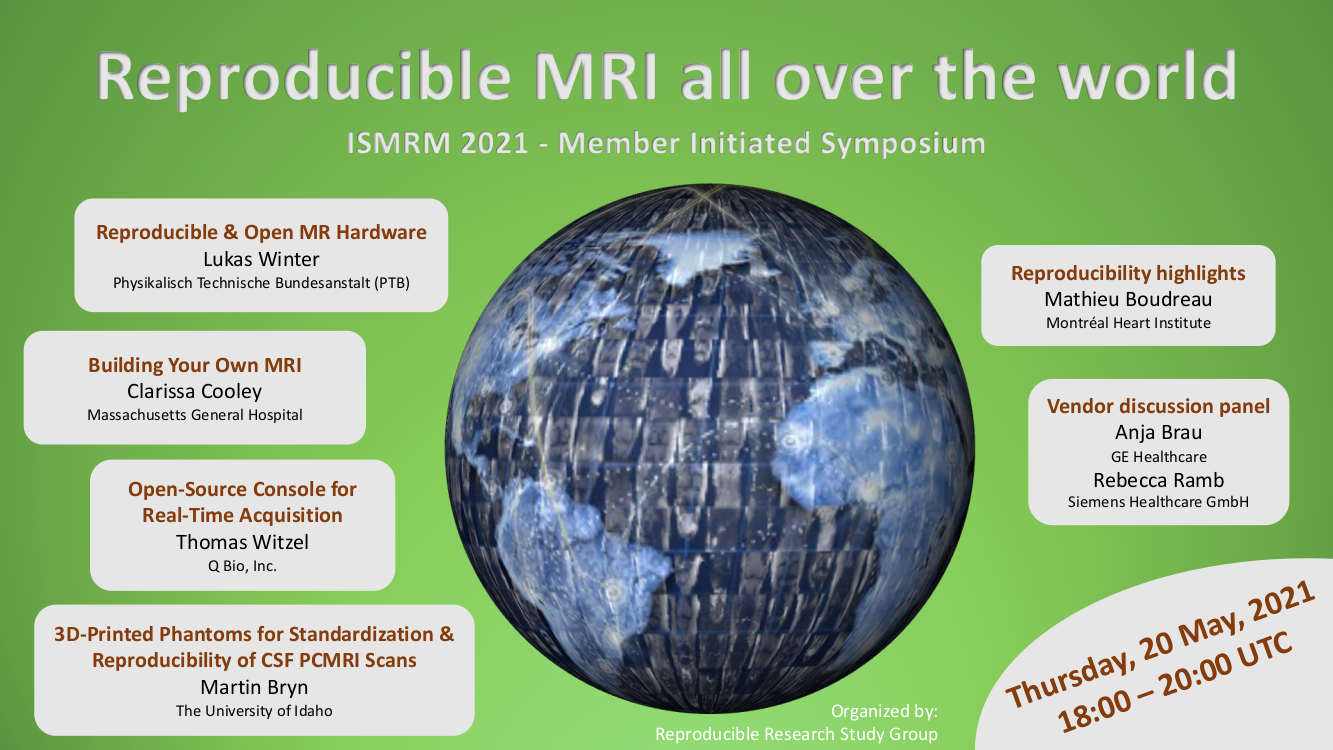 Reproducible MRI all over the world
ISMRM 2021 - Member Initiated Symposium
Reproducible & Open MR Hardware
Lukas Winter
Physikalisch Technische Bundesanstalt (PTB)
Building Your Own MRI
Clarissa Cooley
Massachusetts General Hospital
Open-Source Console for
Real-Time Acquisition
Thomas Witzel
Q Bio, Inc.
3D-Printed Phantoms for Standardization &
Reproducibility of CSF PCMRI Scans
Martin Bryn
The University of Idaho
Reproducibility highlights
Mathieu Boudreau
Montréal Heart Institute
Vendor discussion panel
Anja Brau
GE Healthcare
Rebecca Ramb
Siemens Healthcare GmbH
Thursday, 20 May, 2021
18:00 – 20:00 UTC
Organized by:
Reproducible Research Study Group